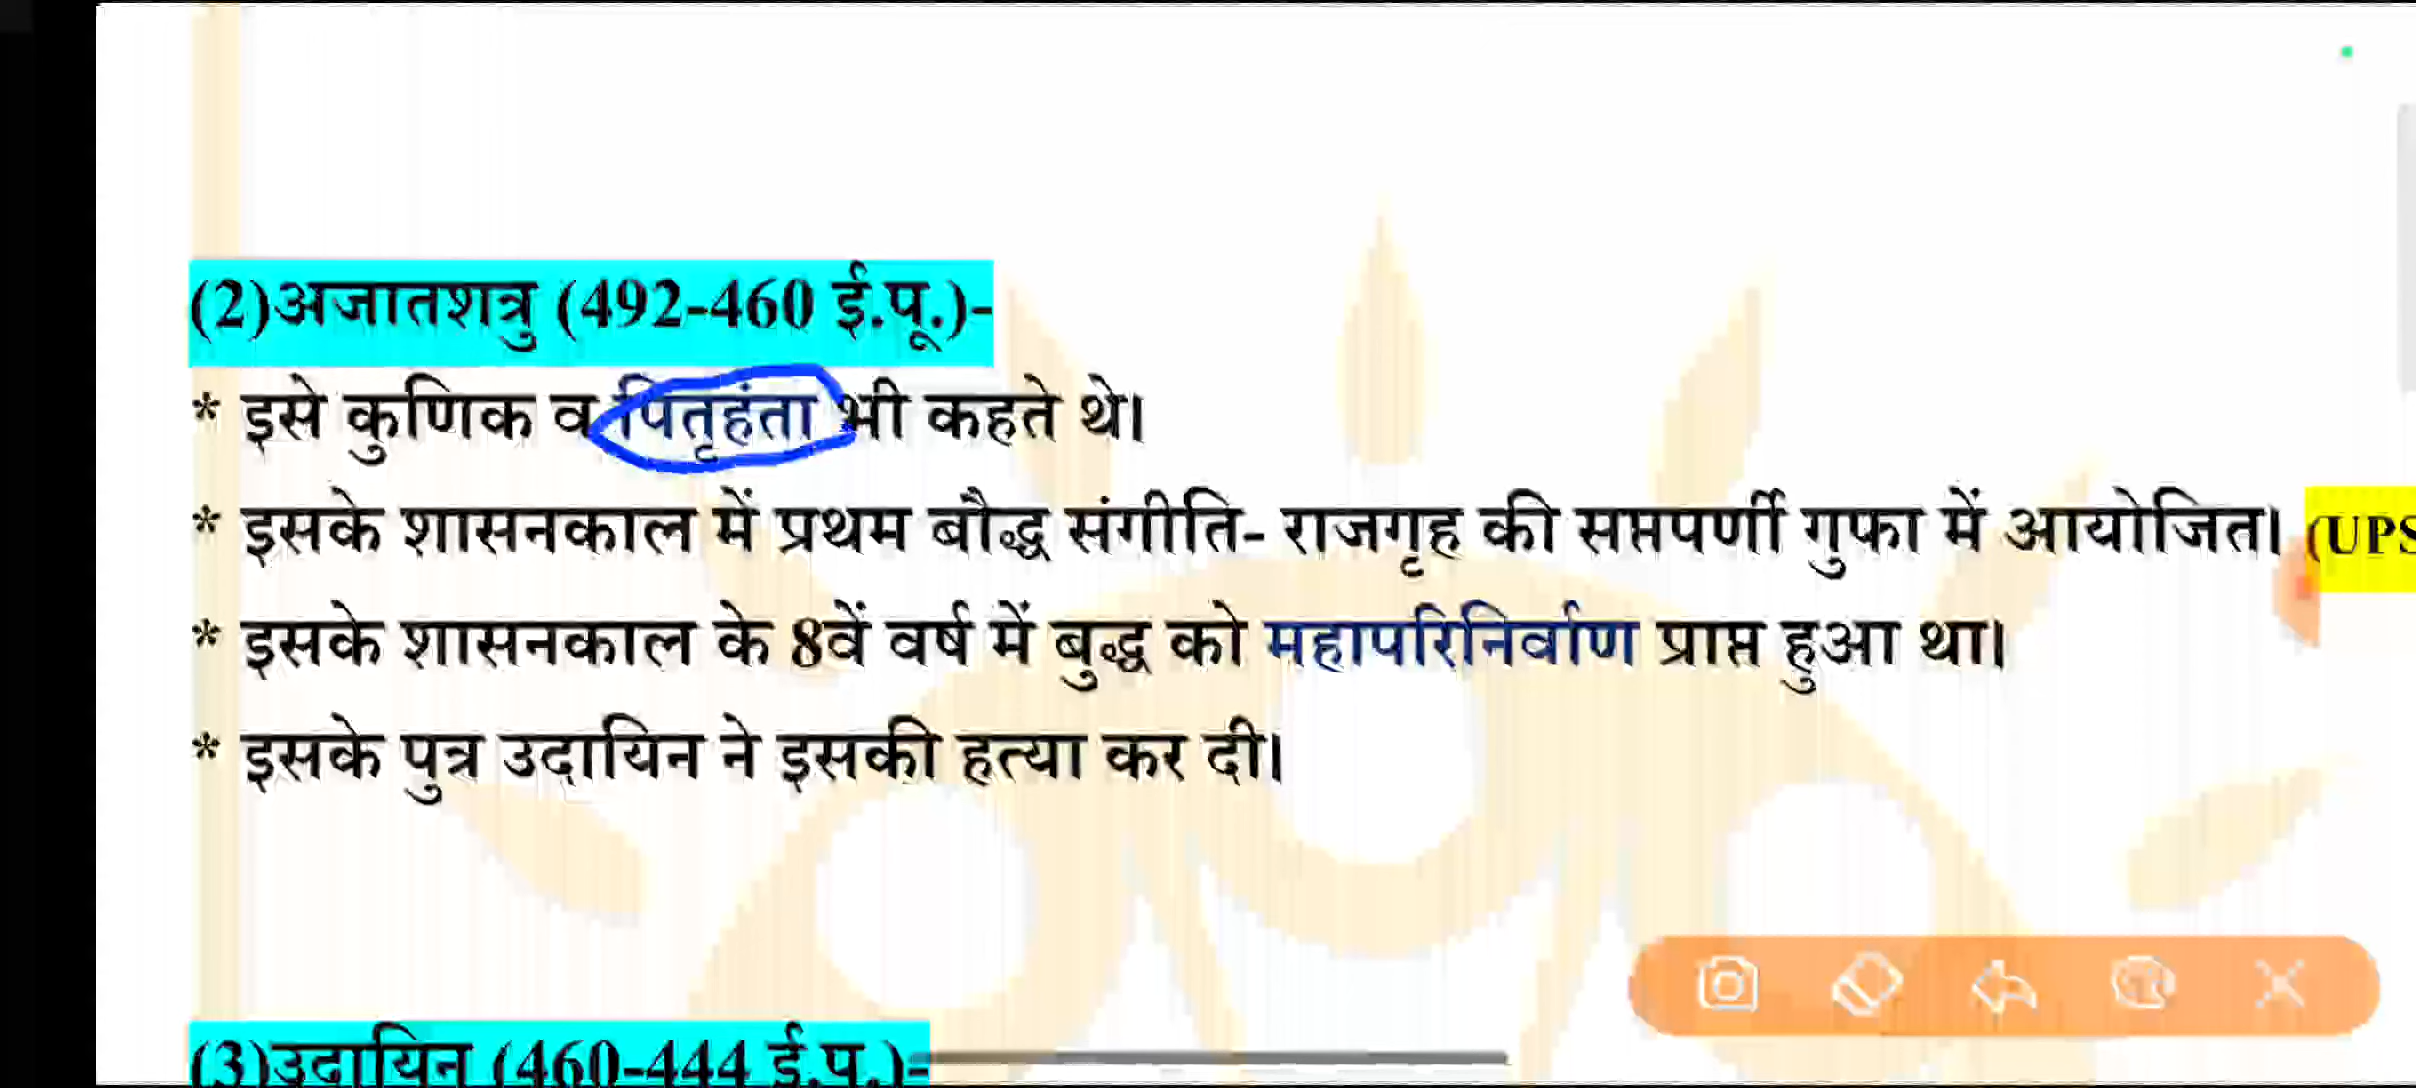 (2)अजातशत्रु (492-460 ई.पू.)-
* इसे कुणिक व पितृहंता भी कहते थे।
* इसके शासनकाल में प्रथम बौद्ध संगीति- राजगृह की सप्तपर्णी गुफा में आयोजित। (UPS
* इसके शासनकाल के 8वें वर्ष में बुद्ध को महापरिनिर्वाण प्राप्त हुआ था।
* इसके पुत्र उदायिन ने इसकी हत्या कर दी।
(3)उदायिन (460-444 ई.पू.)-